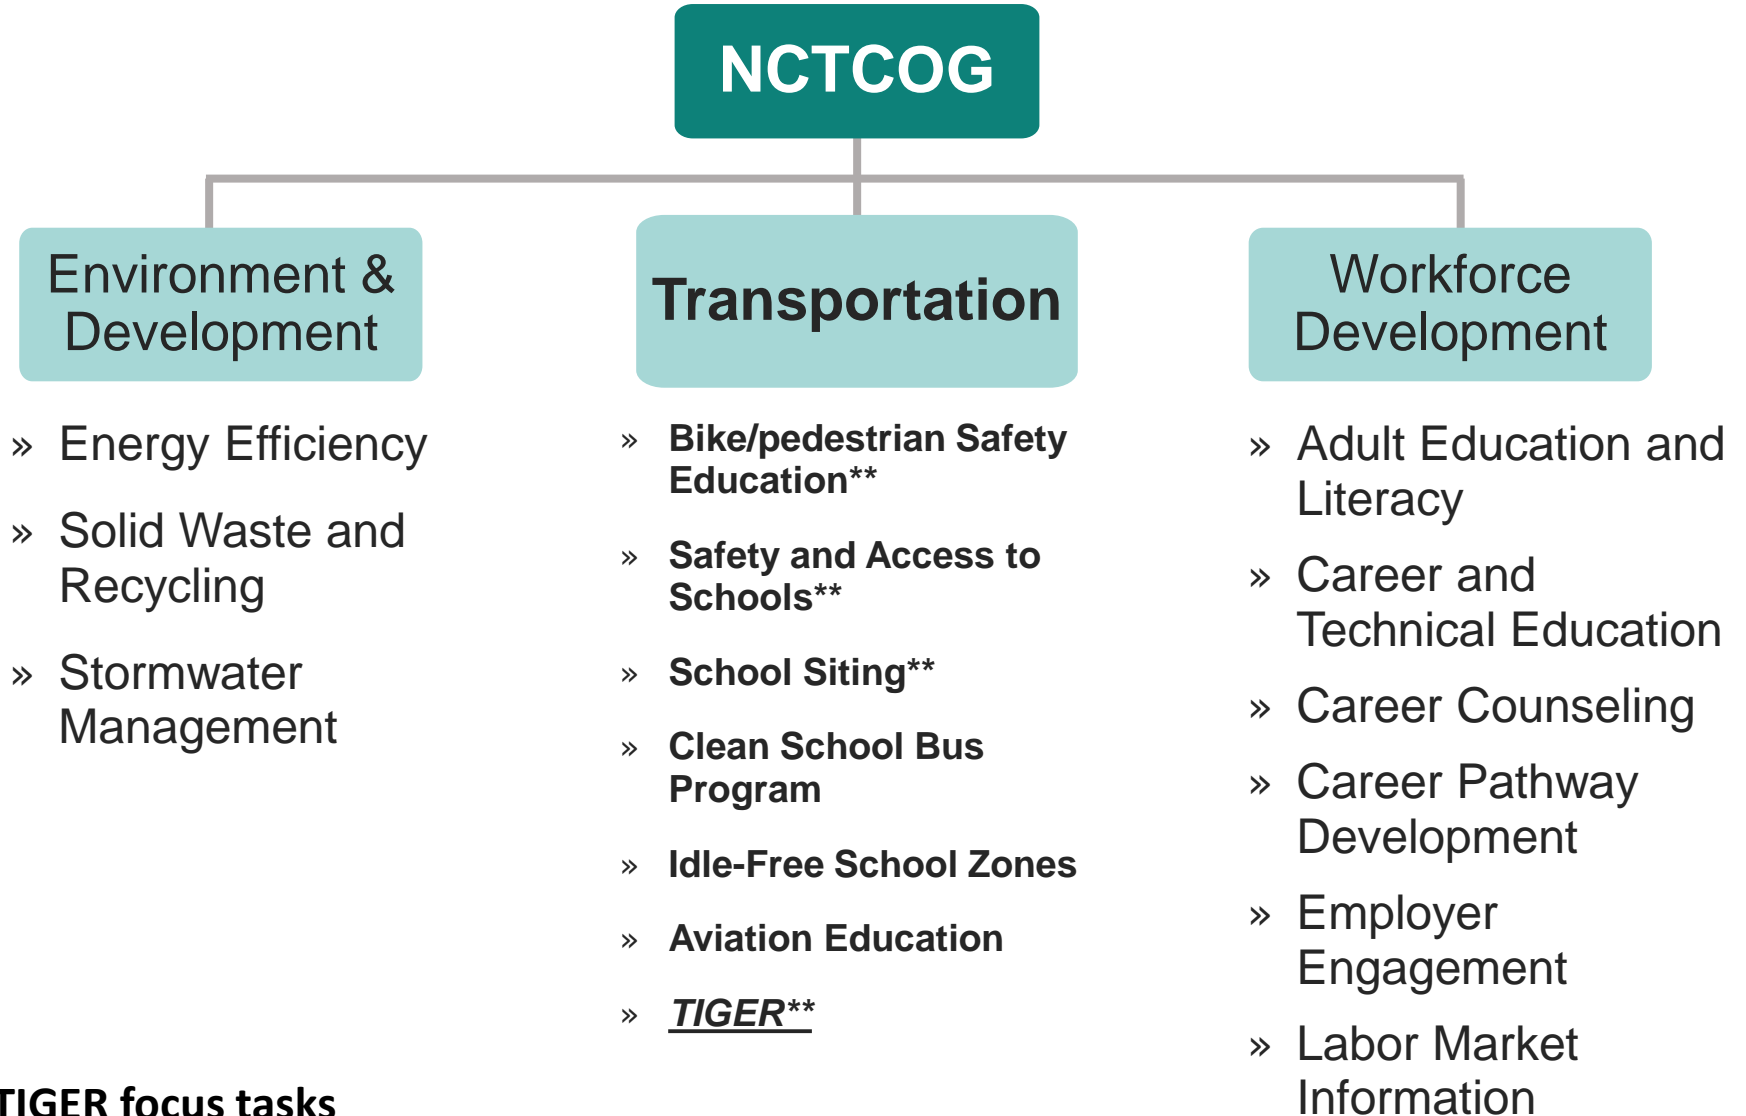 NCTCOG
Environment &
Development
» Energy Efficiency
» Solid Waste and
Recycling
» Stormwater
Management
Transportation
» Bike/pedestrian Safety
Education**
» Safety and Access to
Schools**
» School Siting**
» Clean School Bus
Program
» Idle-Free School Zones
» Aviation Education
» TIGER**
Workforce
Development
» Adult Education and
Literacy
» Career and
Technical Education
» Career Counseling
» Career Pathway
Development
» Employer
Engagement
» Labor Market
Information
TIGER focus tasks